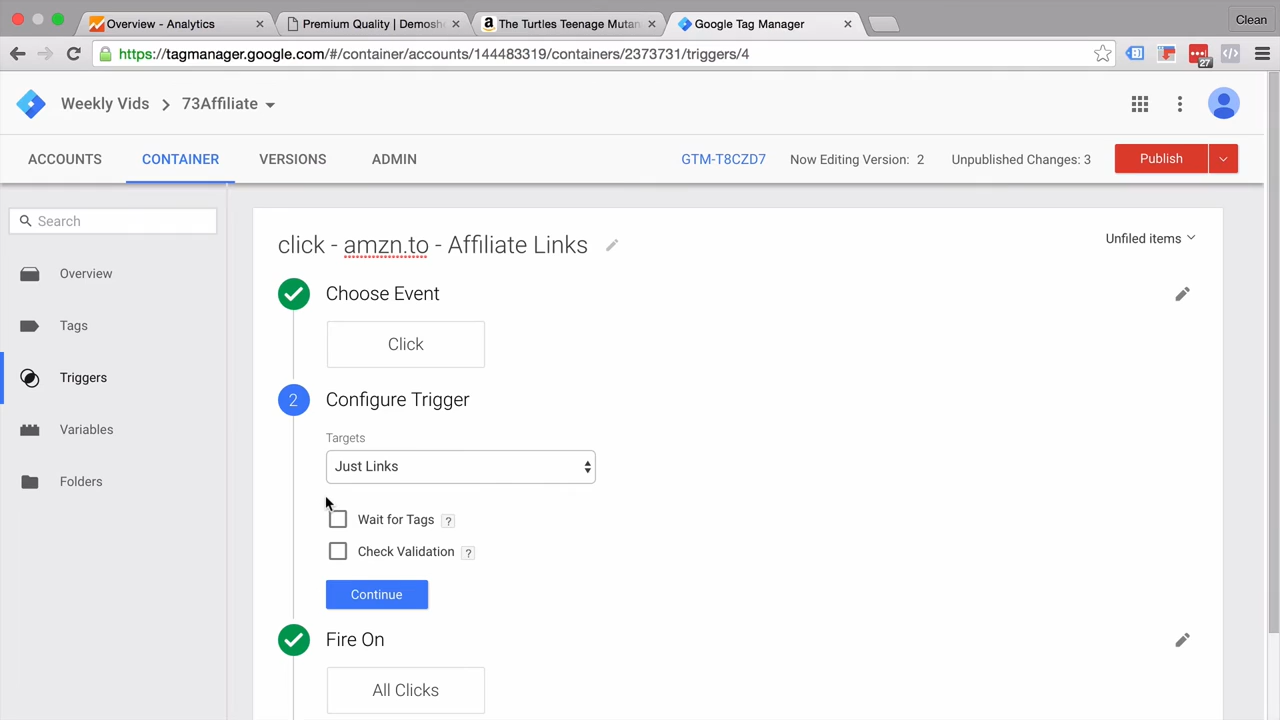 Overview - Analytics
Premium Quality | Demosh
The Turtles Teenage Mutan
Google Tag Manager
Clean
https://tagmanager.google.com/#/container/accounts/144483319/containers/2373731/triggers/4
27
Weekly Vids
73Affiliate
ACCOUNTS
CONTAINER
VERSIONS
ADMIN
GTM-T8CZD7
Now Editing Version: 2
Unpublished Changes: 3
Publish
Search
Overview
Tags
Triggers
Variables
Folders
click - amzn.to - Affiliate Links
Unfiled items
Choose Event
Click
2
Configure Trigger
Targets
Just Links
Wait for Tags ?
Check Validation ?
Continue
Fire On
All Clicks